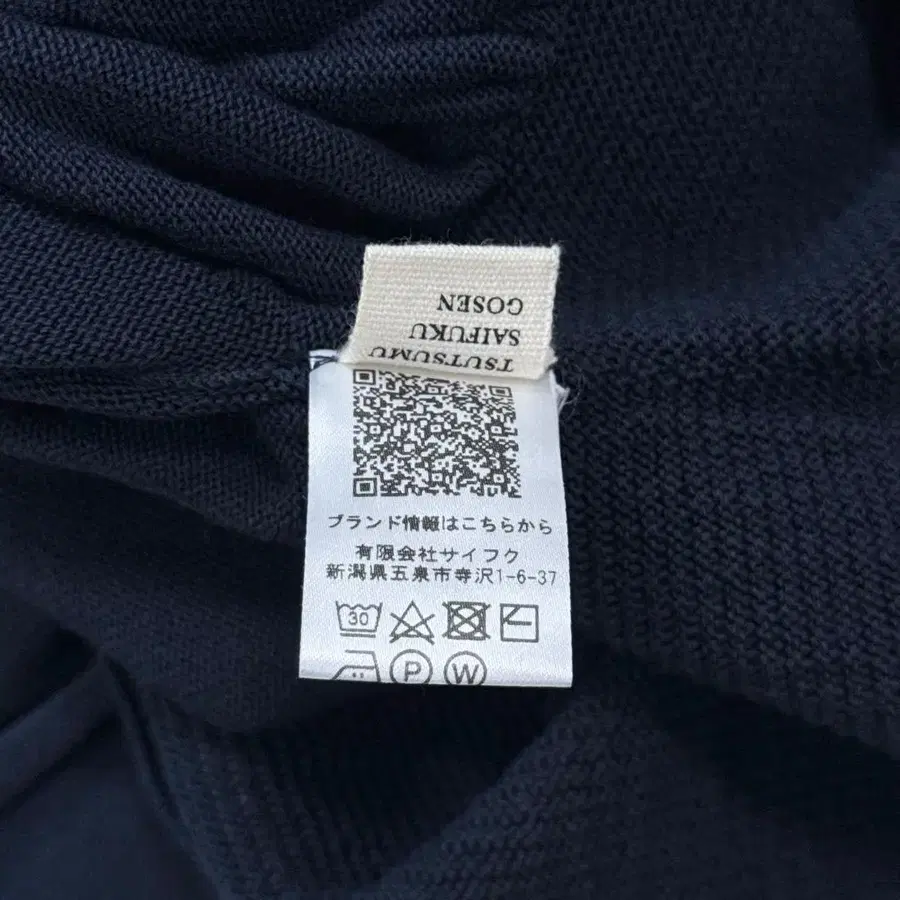 TSUTSUMU
SAIFUKU
GOSEN
ブランド情報はこちらから
有限会社サイフク
新潟県五泉市寺沢1-6-37
30
P W